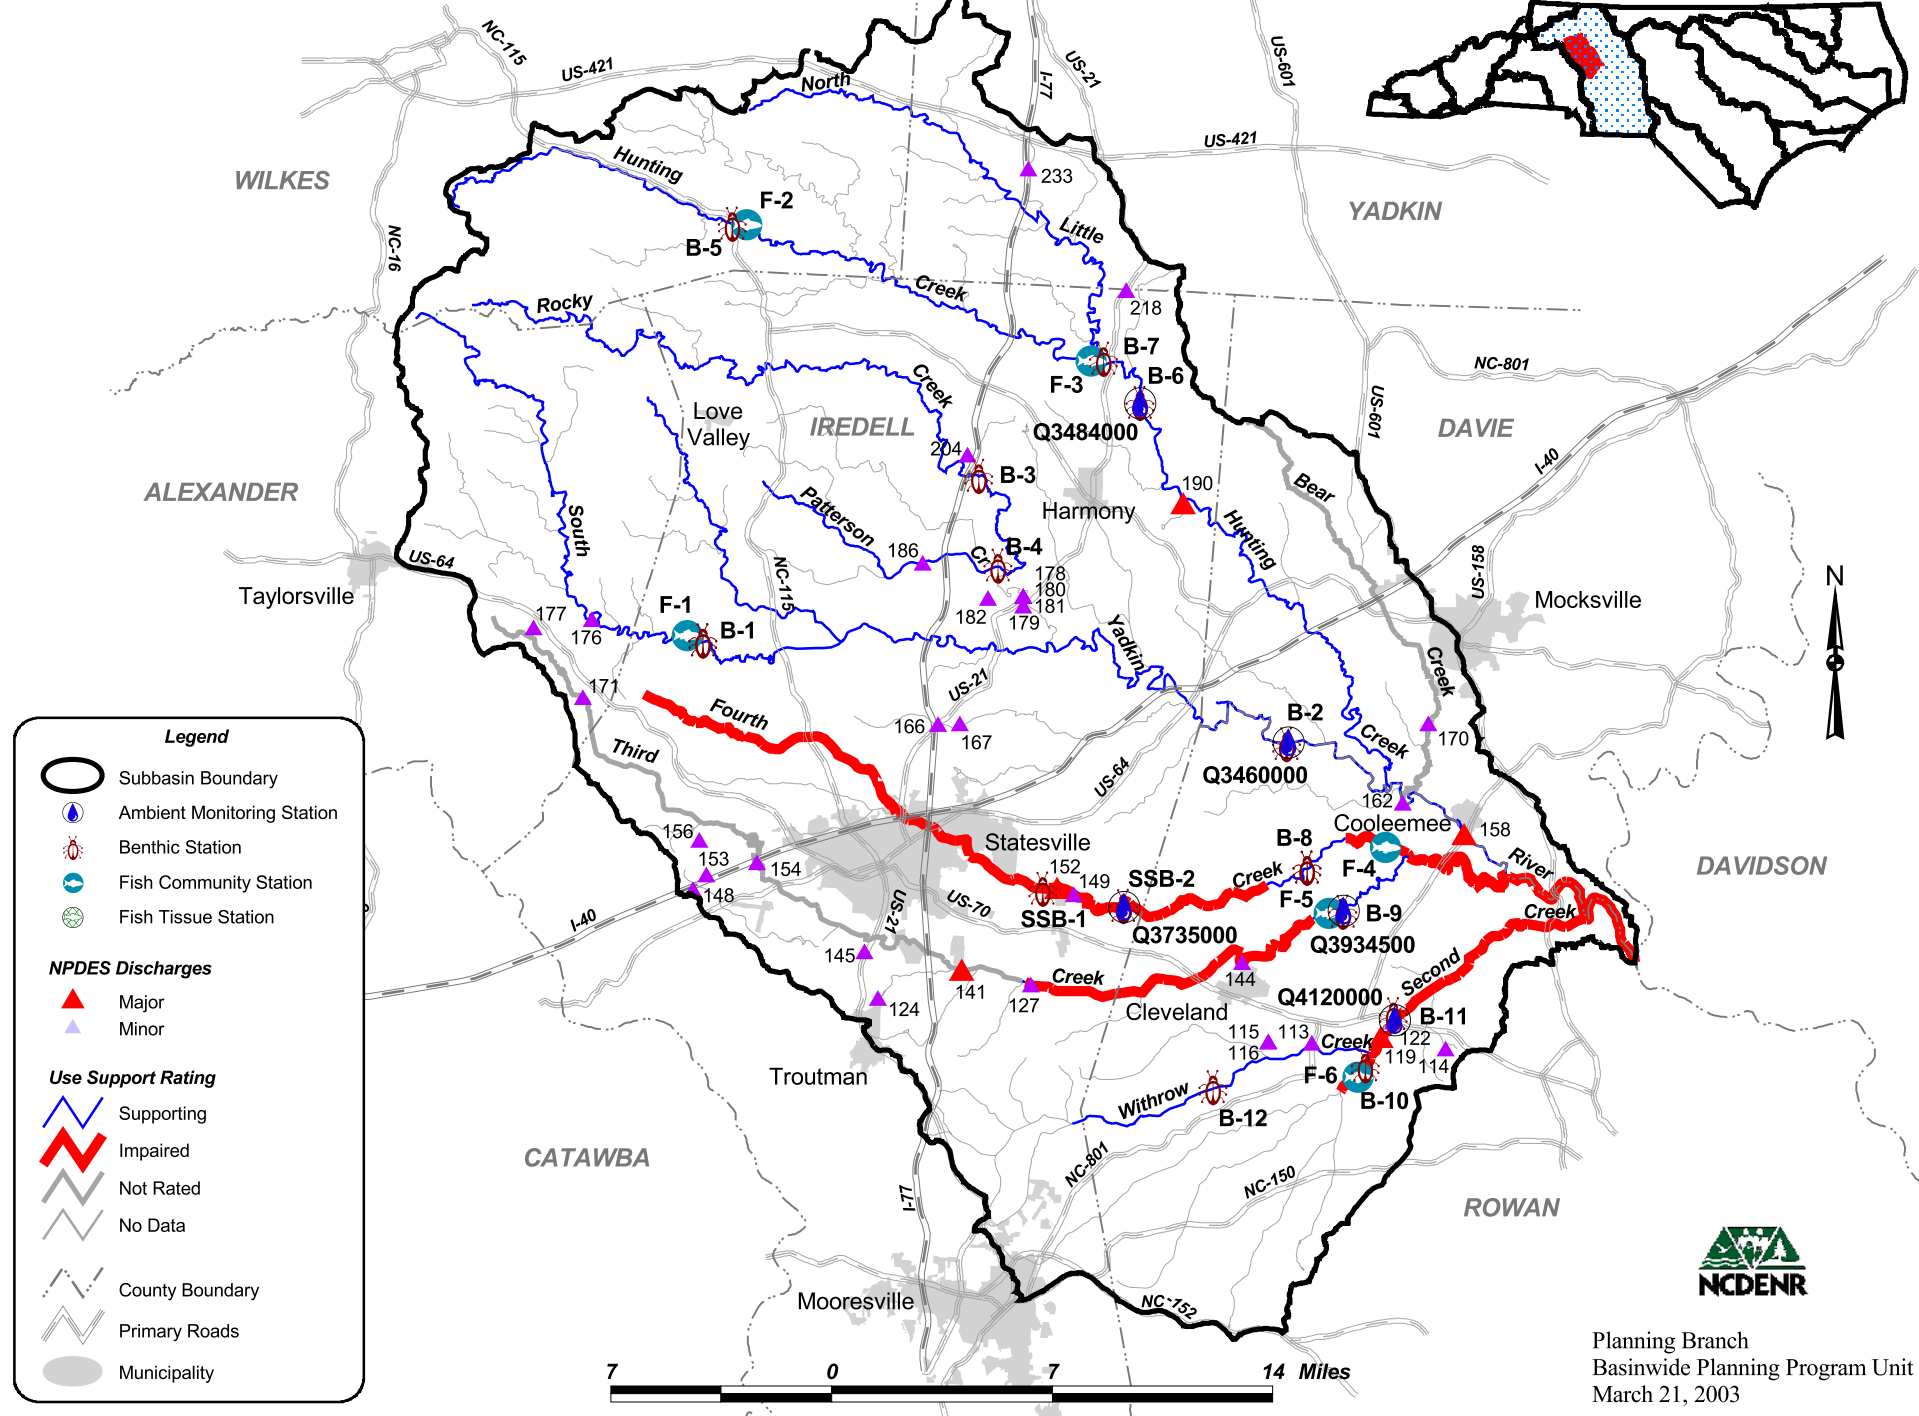 NC-115
US-421
North
I-77
US-21
US-601
US-421
WILKES
Hunting
F-2
B-5
233
YADKIN
NC-16
Little
Creek
Rocky
218
B-7
F-3
B-6
Q3484000
NC-801
US-601
Creek
Love
Valley
IREDELL
DAVIE
204
B-3
I-40
ALEXANDER
Patterson
190
Bear
Harmony
South
Hunting
186
Cr.
B-4
US-64
NC-115
US-158
Taylorsville
178
180
181
182
179
Mocksville
N
177
176
F-1
B-1
Yadkin
Creek
171
US-21
Fourth
166
167
B-2
Creek
170
Third
Q3460000
US-64
162
Cooleemee
158
156
153
154
148
Statesville
B-8
F-4
River
DAVIDSON
152
149
SSB-2
Creek
F-5
SSB-1
US-21
US-70
Q3735000
B-9
Q3934500
Creek
I-40
145
141
127
Creek
144
Second
124
Cleveland
Q4120000
B-11
115
113
116
Creek
122
119
114
Troutman
F-6
B-10
Withrow
B-12
CATAWBA
NC-801
NC-150
ROWAN
I-77
Mooresville
NC-152
Legend
Subbasin Boundary
Ambient Monitoring Station
Benthic Station
Fish Community Station
Fish Tissue Station
NPDES Discharges
Major
Minor
Use Support Rating
Supporting
Impaired
Not Rated
No Data
County Boundary
Primary Roads
Municipality
7 0 7 14 Miles
NCDENR
Planning Branch
Basinwide Planning Program Unit
March 21, 2003